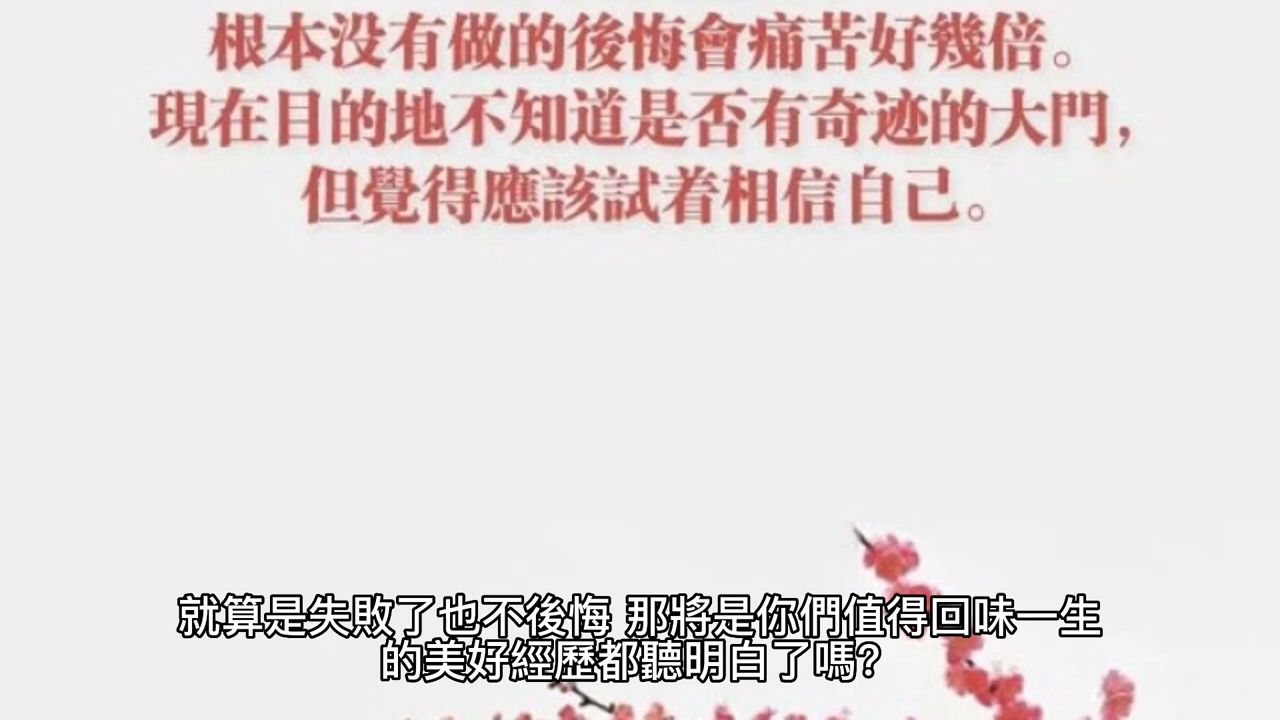 根本没有做的後悔會痛苦好幾倍。
現在目的地不知道是否有奇迹的大門，
但覺得應該試着相信自己。
就算是失敗了也不後悔 那將是你們值得回味一生
的美好經歷都聽明白了嗎?